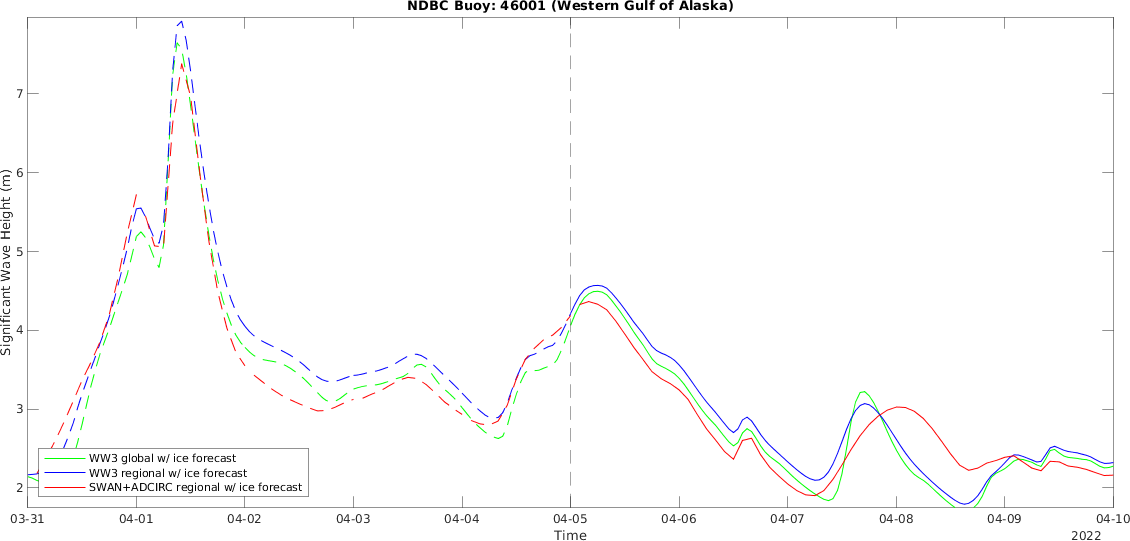 NDBC Buoy: 46001 (Western Gulf of Alaska)
Significant Wave Height (m)
7
6
5
4
3
2
WW3 global w/ ice forecast
WW3 regional w/ ice forecast
SWAN+ADCIRC regional w/ ice forecast
03-31 04-01 04-02 04-03 04-04 04-05 04-06 04-07 04-08 04-09 04-10
Time
2022